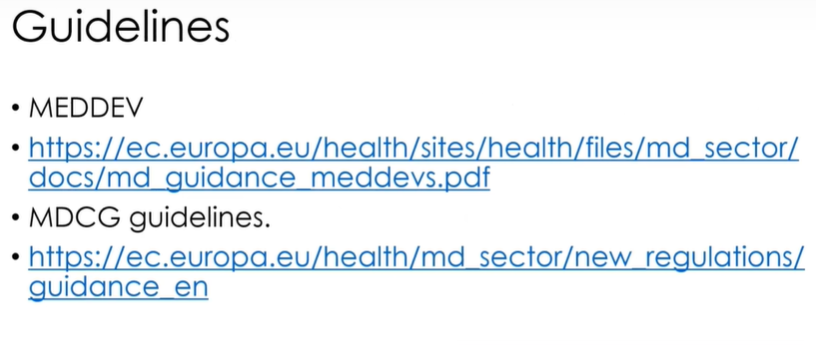 Guidelines
• MEDDEV
• https://ec.europa.eu/health/sites/health/files/md_sector/
docs/md_guidance_meddevs.pdf
• MDCG guidelines.
• https://ec.europa.eu/health/md_sector/new_regulations/
guidance_en